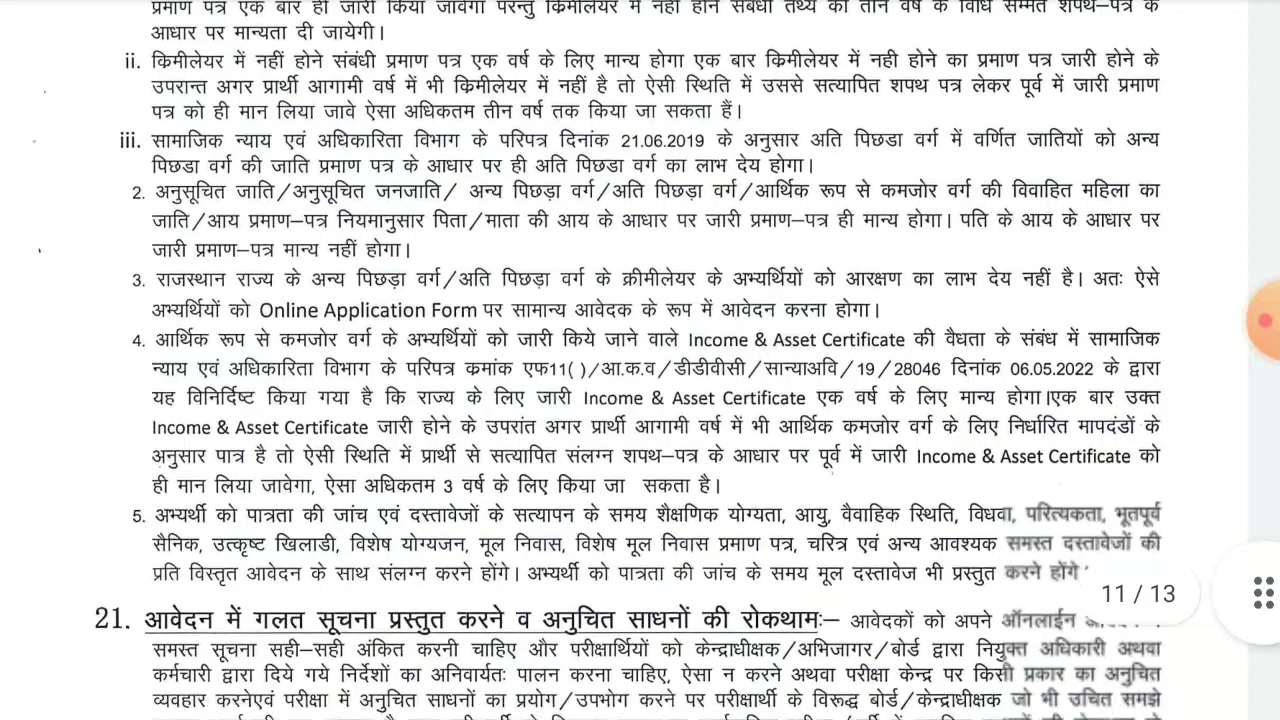 प्रमाण पत्र एक बार ही जारी किया जावेगा परन्तु क्रिमीलेयर में नहीं होने संबंधी तथ्य को तीन वर्ष के विधि सम्मत शपथ–पत्र के
आधार पर मान्यता दी जायेगी।
ii. क्रिमीलेयर में नहीं होने संबंधी प्रमाण पत्र एक वर्ष के लिए मान्य होगा एक बार क्रिमीलेयर में नही होने का प्रमाण पत्र जारी होने के
उपरान्त अगर प्रार्थी आगामी वर्ष में भी क्रिमीलेयर में नहीं है तो ऐसी स्थिति में उससे सत्यापित शपथ पत्र लेकर पूर्व में जारी प्रमाण
पत्र को ही मान लिया जावे ऐसा अधिकतम तीन वर्ष तक किया जा सकता हैं।
iii. सामाजिक न्याय एवं अधिकारिता विभाग के परिपत्र दिनांक 21.06.2019 के अनुसार अति पिछडा वर्ग में वर्णित जातियों को अन्य
पिछडा वर्ग की जाति प्रमाण पत्र के आधार पर ही अति पिछडा वर्ग का लाभ देय होगा।
2. अनुसूचित जाति/अनुसूचित जनजाति/ अन्य पिछड़ा वर्ग/अति पिछड़ा वर्ग/आर्थिक रूप से कमजोर वर्ग की विवाहित महिला का
जाति/आय प्रमाण–पत्र नियमानुसार पिता/माता की आय के आधार पर जारी प्रमाण–पत्र ही मान्य होगा। पति के आय के आधार पर
जारी प्रमाण–पत्र मान्य नहीं होगा।
3. राजस्थान राज्य के अन्य पिछड़ा वर्ग/अति पिछड़ा वर्ग के क्रीमीलेयर के अभ्यर्थियों को आरक्षण का लाभ देय नहीं है। अतः ऐसे
अभ्यर्थियों को Online Application Form पर सामान्य आवेदक के रूप में आवेदन करना होगा।
4. आर्थिक रूप से कमजोर वर्ग के अभ्यर्थियों को जारी किये जाने वाले Income & Asset Certificate की वैधता के संबंध में सामाजिक
न्याय एवं अधिकारिता विभाग के परिपत्र क्रमांक एफ11( )/आ.क.व/डीडीवीसी/सान्याअवि/19/28046 दिनांक 06.05.2022 के द्वारा
यह विनिर्दिष्ट किया गया है कि राज्य के लिए जारी Income & Asset Certificate एक वर्ष के लिए मान्य होगा।एक बार उक्त
Income & Asset Certificate जारी होने के उपरांत अगर प्रार्थी आगामी वर्ष में भी आर्थिक कमजोर वर्ग के लिए निर्धारित मापदंडों के
अनुसार पात्र है तो ऐसी स्थिति में प्रार्थी से सत्यापित संलग्न शपथ–पत्र के आधार पर पूर्व में जारी Income & Asset Certificate को
ही मान लिया जावेगा, ऐसा अधिकतम 3 वर्ष के लिए किया जा सकता है।
5. अभ्यर्थी को पात्रता की जांच एवं दस्तावेजों के सत्यापन के समय शैक्षणिक योग्यता, आयु, वैवाहिक स्थिति, विधवा, परित्यकता, भूतपूर्व
सैनिक, उत्कृष्ट खिलाडी, विशेष योग्यजन, मूल निवास, विशेष मूल निवास प्रमाण पत्र, चरित्र एवं अन्य आवश्यक समस्त दस्तावेजों की
प्रति विस्तृत आवेदन के साथ संलग्न करने होंगे। अभ्यर्थी को पात्रता की जांच के समय मूल दस्तावेज भी प्रस्तुत करने होंगे
11 / 13
21. आवेदन में गलत सूचना प्रस्तुत करने व अनुचित साधनों की रोकथामः– आवेदकों को अपने ऑनलाईन
समस्त सूचना सही–सही अंकित करनी चाहिए और परीक्षार्थियों को केन्द्राधीक्षक/अभिजागर/बोर्ड द्वारा नियुक्त अधिकारी अथवा
कर्मचारी द्वारा दिये गये निर्देशों का अनिवार्यतः पालन करना चाहिए, ऐसा न करने अथवा परीक्षा केन्द्र पर किसी प्रकार का अनुचित
व्यवहार करनेएवं परीक्षा में अनुचित साधनों का प्रयोग/उपभोग करने पर परीक्षार्थी के विरूद्ध बोर्ड/केन्द्राधीक्षक जो भी उचित समझे